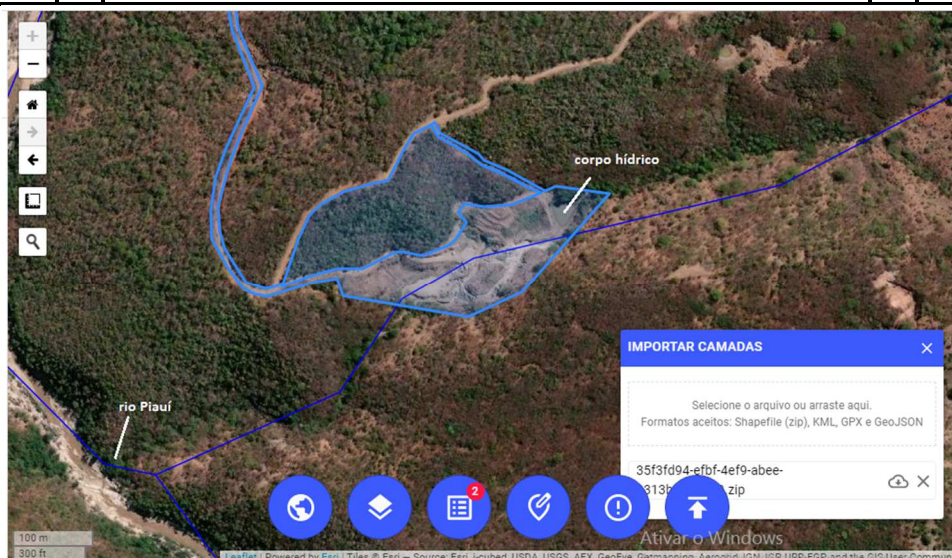 corpo hídrico
IMPORTAR CAMADAS
Selecione o arquivo ou arraste aqui.
Formatos aceitos: Shapefile (zip), KML, GPX e GeoJSON
35f3fd94-efbf-4ef9-abee-
zip
rio Piauí
2
Ativar o Windows
100 m
300 ft
Leaflet | Powered by Esri | Tiles © Esri — Source: Esri, i-cubed, USDA, USGS, AEX, GeoEye, Getmapping, Aerogrid, IGN, IGP, UPR-EGP, and the GIS User Commu